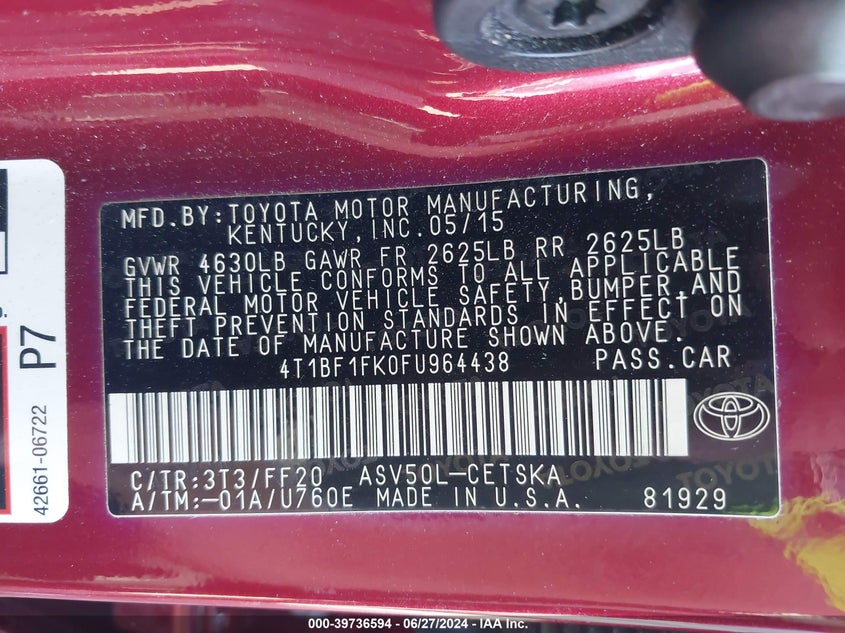 MFD.BY:TOYOTA MOTOR MANUFACTURING,
KENTUCKY,INC.05/15
GVWR 4630LB GAWR FR 2625LB RR 2625LB
THIS VEHICLE CONFORMS TO ALL APPLICABLE
FEDERAL MOTOR VEHICLE SAFETY,BUMPER,AND
THEFT PREVENTION STANDARDS IN EFFECT ON
THE DATE OF MANUFACTURE SHOWN ABOVE.
4T1BF1FK0FU964438 PASS.CAR
C/TR:3T3/FF20 ASV50L-CETSKA
A/TM:-01A/U760E MADE IN U.S.A. 81929
42661-06722
P7
000-39736594 - 06/27/2024 - IAA Inc.